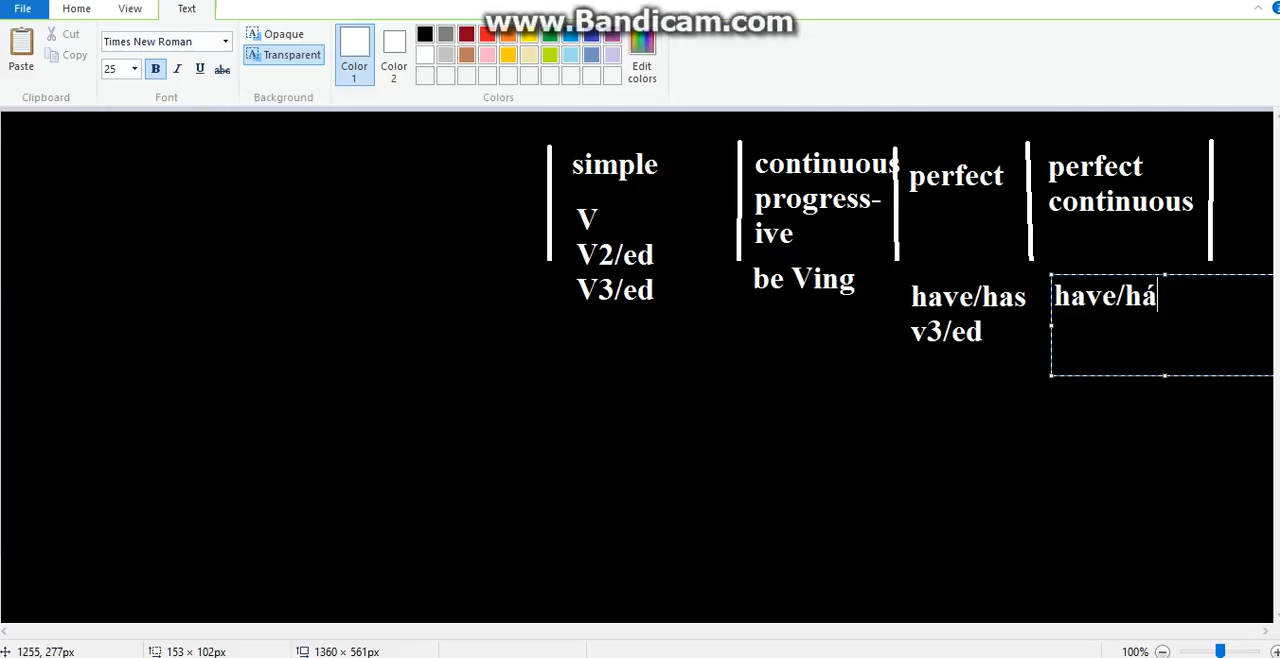 www.Bandicam.com
File Home View Text
Paste
Cut
Copy
Clipboard
Times New Roman
25 B I U abc
Font
Opaque
Transparent
Background
Color 1
Color 2
Edit colors
Colors
simple
V
V2/ed
V3/ed
continuous
progress-
ive
be Ving
perfect
have/has
v3/ed
perfect
continuous
have/há
1255, 277px
153 × 102px
1360 × 561px
100%